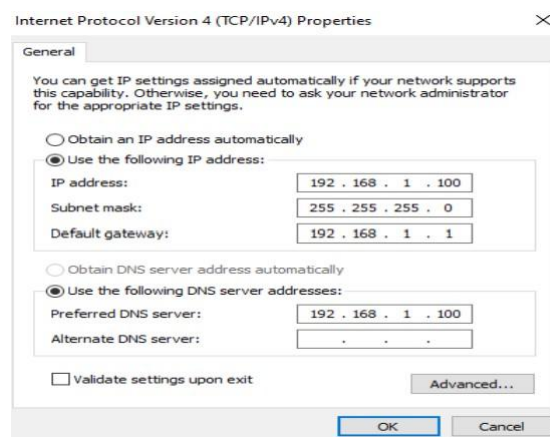 Internet Protocol Version 4 (TCP/IPv4) Properties
General
You can get IP settings assigned automatically if your network supports
this capability. Otherwise, you need to ask your network administrator
for the appropriate IP settings.
Obtain an IP address automatically
Use the following IP address:
IP address: 192 . 168 . 1 . 100
Subnet mask: 255 . 255 . 255 . 0
Default gateway: 192 . 168 . 1 . 1
Obtain DNS server address automatically
Use the following DNS server addresses:
Preferred DNS server: 192 . 168 . 1 . 100
Alternate DNS server: . . .
Validate settings upon exit
Advanced...
OK Cancel